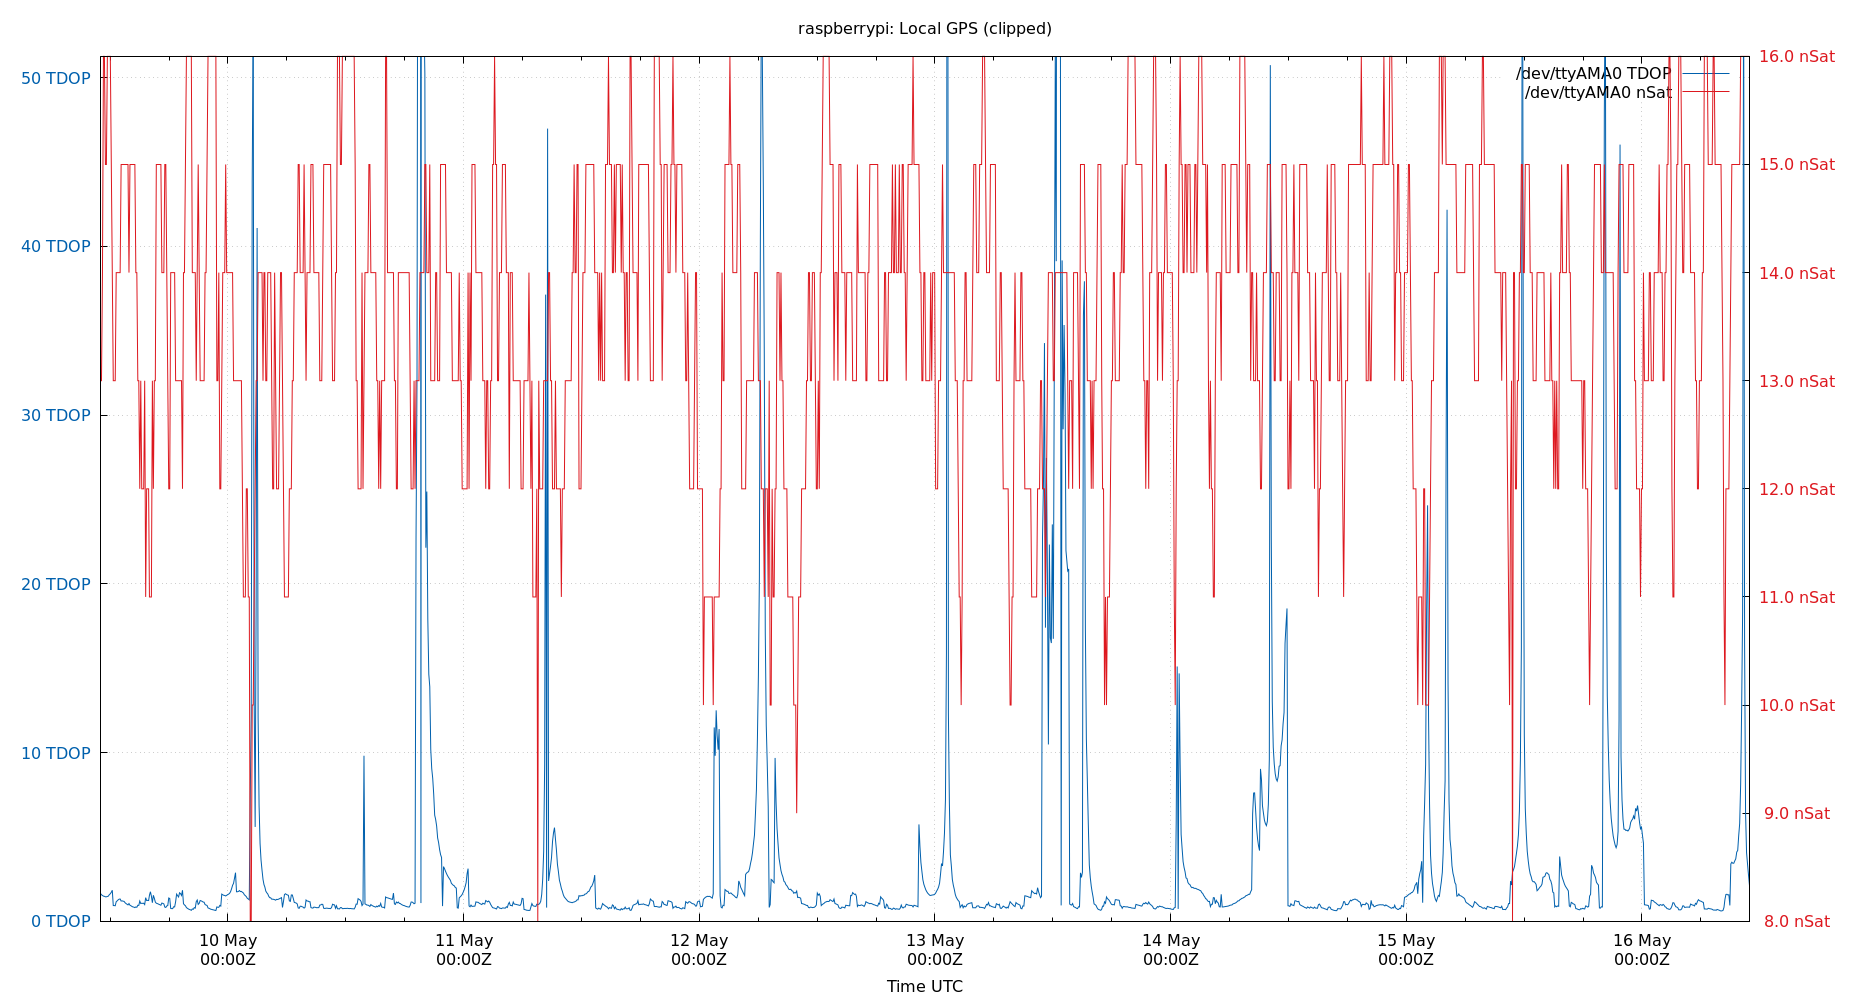 raspberrypi: Local GPS (clipped)
50 TDOP
40 TDOP
30 TDOP
20 TDOP
10 TDOP
0 TDOP
/dev/ttyAMA0 TDOP
/dev/ttyAMA0 nSat
16.0 nSat
15.0 nSat
14.0 nSat
13.0 nSat
12.0 nSat
11.0 nSat
10.0 nSat
9.0 nSat
8.0 nSat
10 May
00:00Z
11 May
00:00Z
12 May
00:00Z
13 May
00:00Z
14 May
00:00Z
15 May
00:00Z
16 May
00:00Z
Time UTC